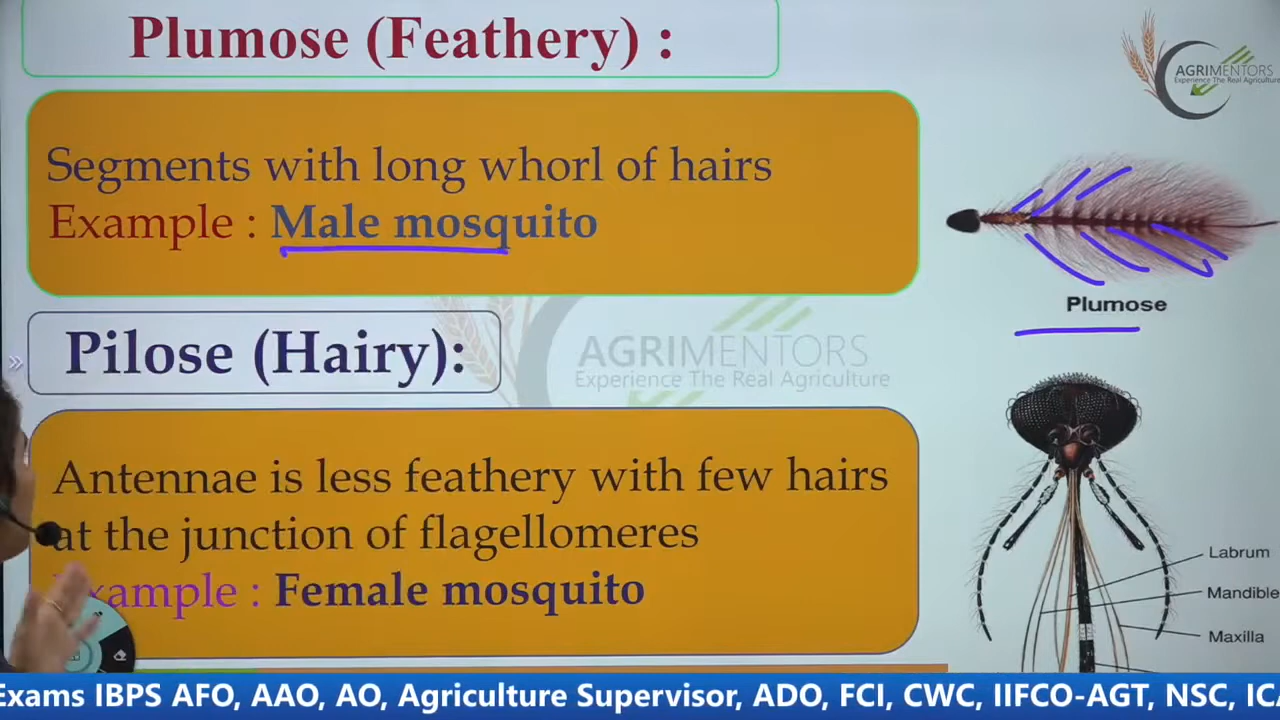 Plumose (Feathery) :
AGRIMENTORS
Experience The Real Agriculture
Segments with long whorl of hairs
Example : Male mosquito
Plumose
Pilose (Hairy):
AGRIMENTORS
Experience The Real Agriculture
Antennae is less feathery with few hairs
at the junction of flagellomeres
Example : Female mosquito
Labrum
Mandible
Maxilla
Exams IBPS AFO, AAO, AO, Agriculture Supervisor, ADO, FCI, CWC, IIFCO-AGT, NSC, ICA